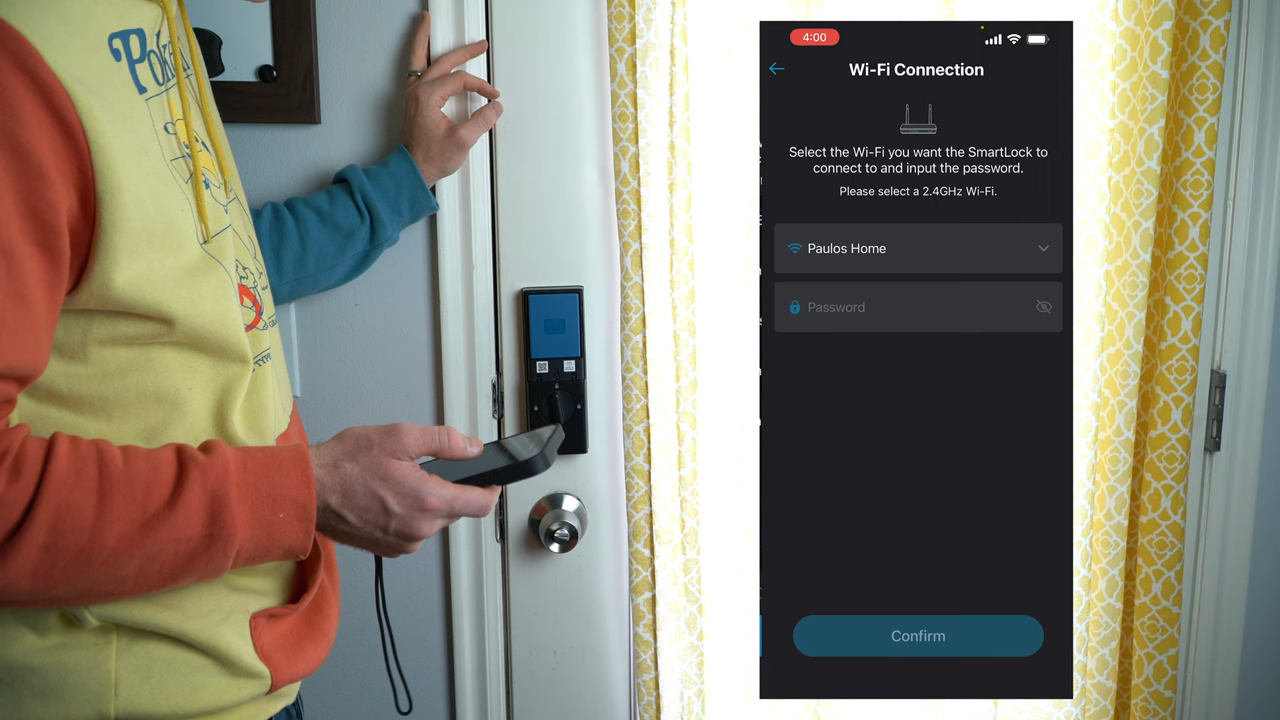 4:00
Wi-Fi Connection
Select the Wi-Fi you want the SmartLock to
connect to and input the password.
Please select a 2.4GHz Wi-Fi.
Paulos Home
Password
Confirm